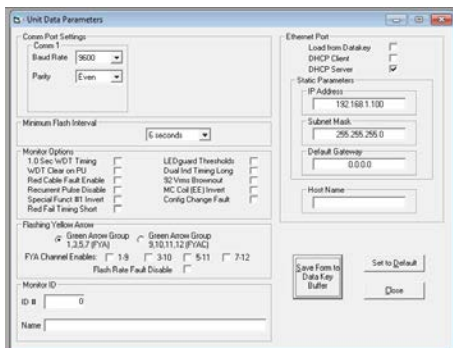 Unit Data Parameters
Comm Port Settings
Comm 1
Baud Rate 9600
Parity Even
Minimum Flash Interval
6 seconds
Monitor Options
1.0 Sec WDT Timing
WDT Clear on PU
Red Cable Fault Enable
Recurrent Pulse Disable
Special Funct #1 Invert
Red Fail Timing Short
LEDguard Thresholds
Dual Ind Timing Long
92 Vrms Brownout
MC Coil (EE) Invert
Config Change Fault
Flashing Yellow Arrow
Green Arrow Group
1,3,5,7 (FYA)
Green Arrow Group
9,10,11,12 (FYAC)
FYA Channel Enables: 1-9 3-10 5-11 7-12
Flash Rate Fault Disable
Monitor ID
ID # 0
Name
Ethernet Port
Load from Datakey
DHCP Client
DHCP Server
Static Parameters
IP Address
192.168.1.100
Subnet Mask
255.255.255.0
Default Gateway
0.0.0.0
Host Name
Save Form to
Data Key
Buffer
Set to Default
Close